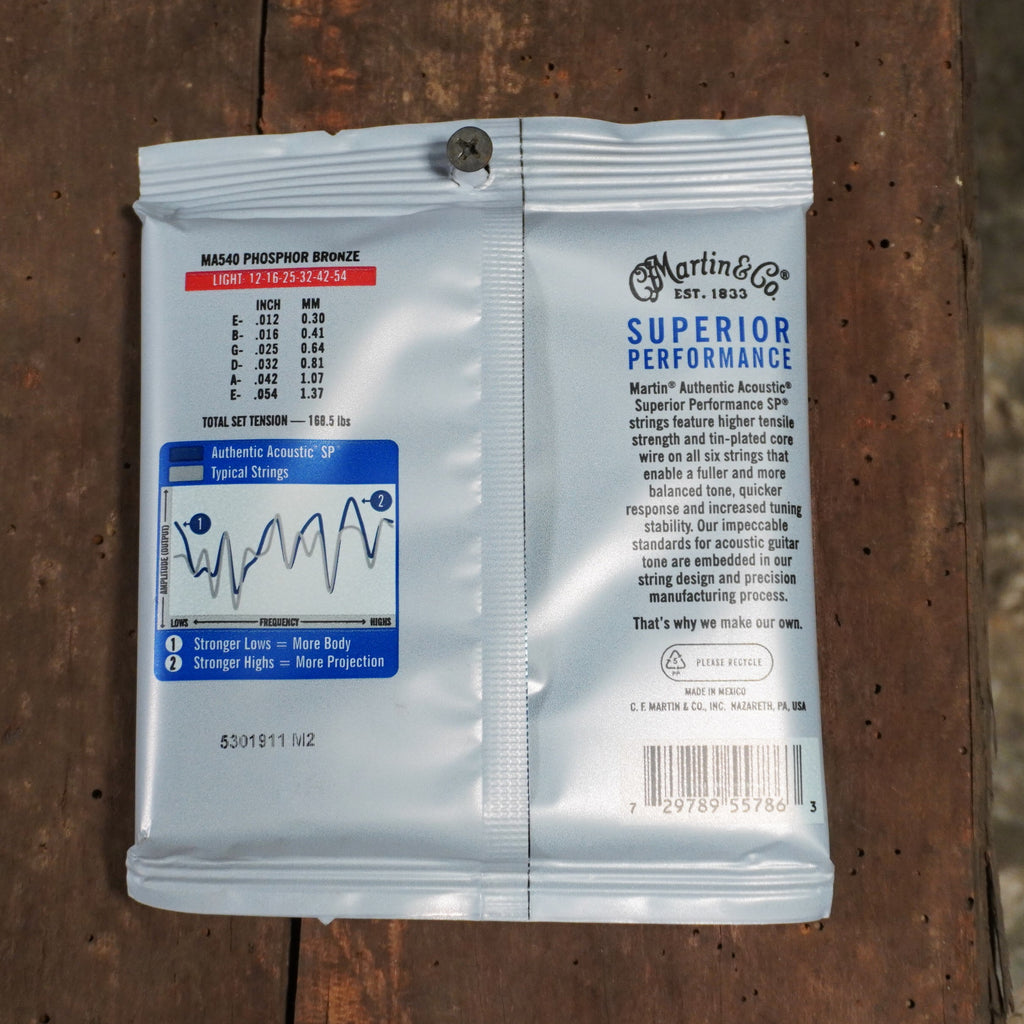 MA540 PHOSPHOR BRONZE
LIGHT: 12-16-25-32-42-54
INCH MM
E- .012 0.30
B- .016 0.41
G- .025 0.64
D- .032 0.81
A- .042 1.07
E- .054 1.37
TOTAL SET TENSION — 168.5 lbs
Authentic Acoustic™ SP®
Typical Strings
AMPLITUDE (OUTPUT)
1
2
LOWS FREQUENCY HIGHS
1 Stronger Lows = More Body
2 Stronger Highs = More Projection
5301911 M2
CF Martin & Co.®
EST. 1833
SUPERIOR
PERFORMANCE
Martin® Authentic Acoustic®
Superior Performance SP®
strings feature higher tensile
strength and tin-plated core
wire on all six strings that
enable a fuller and more
balanced tone, quicker
response and increased tuning
stability. Our impeccable
standards for acoustic guitar
tone are embedded in our
string design and precision
manufacturing process.
That's why we make our own.
5
PP
PLEASE RECYCLE
MADE IN MEXICO
C. F. MARTIN & CO., INC. NAZARETH, PA, USA
7 29789 55786 3